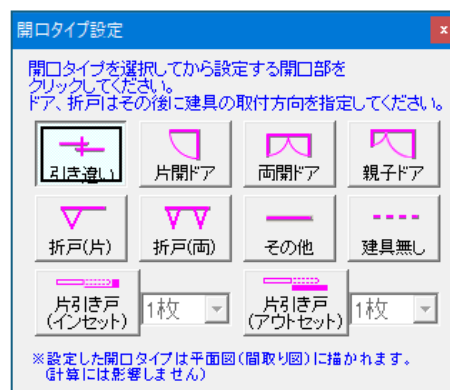 開口タイプ設定
x
開口タイプを選択してから設定する開口部を
クリックしてください。
ドア、折戸はその後に建具の取付方向を指定してください。
引き違い 片開ドア 両開ドア 親子ドア
折戸(片) 折戸(両) その他 建具無し
片引き戸
(インセット)
1枚
片引き戸
(アウトセット)
1枚
※設定した開口タイプは平面図(間取り図)に描かれます。
(計算には影響しません)